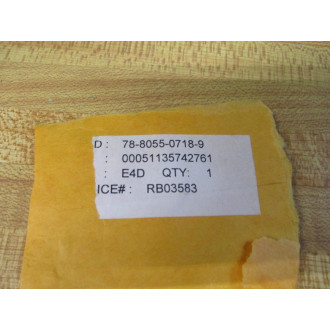 D : 78-8055-0718-9
: 00051135742761
: E4D QTY: 1
ICE# : RB03583